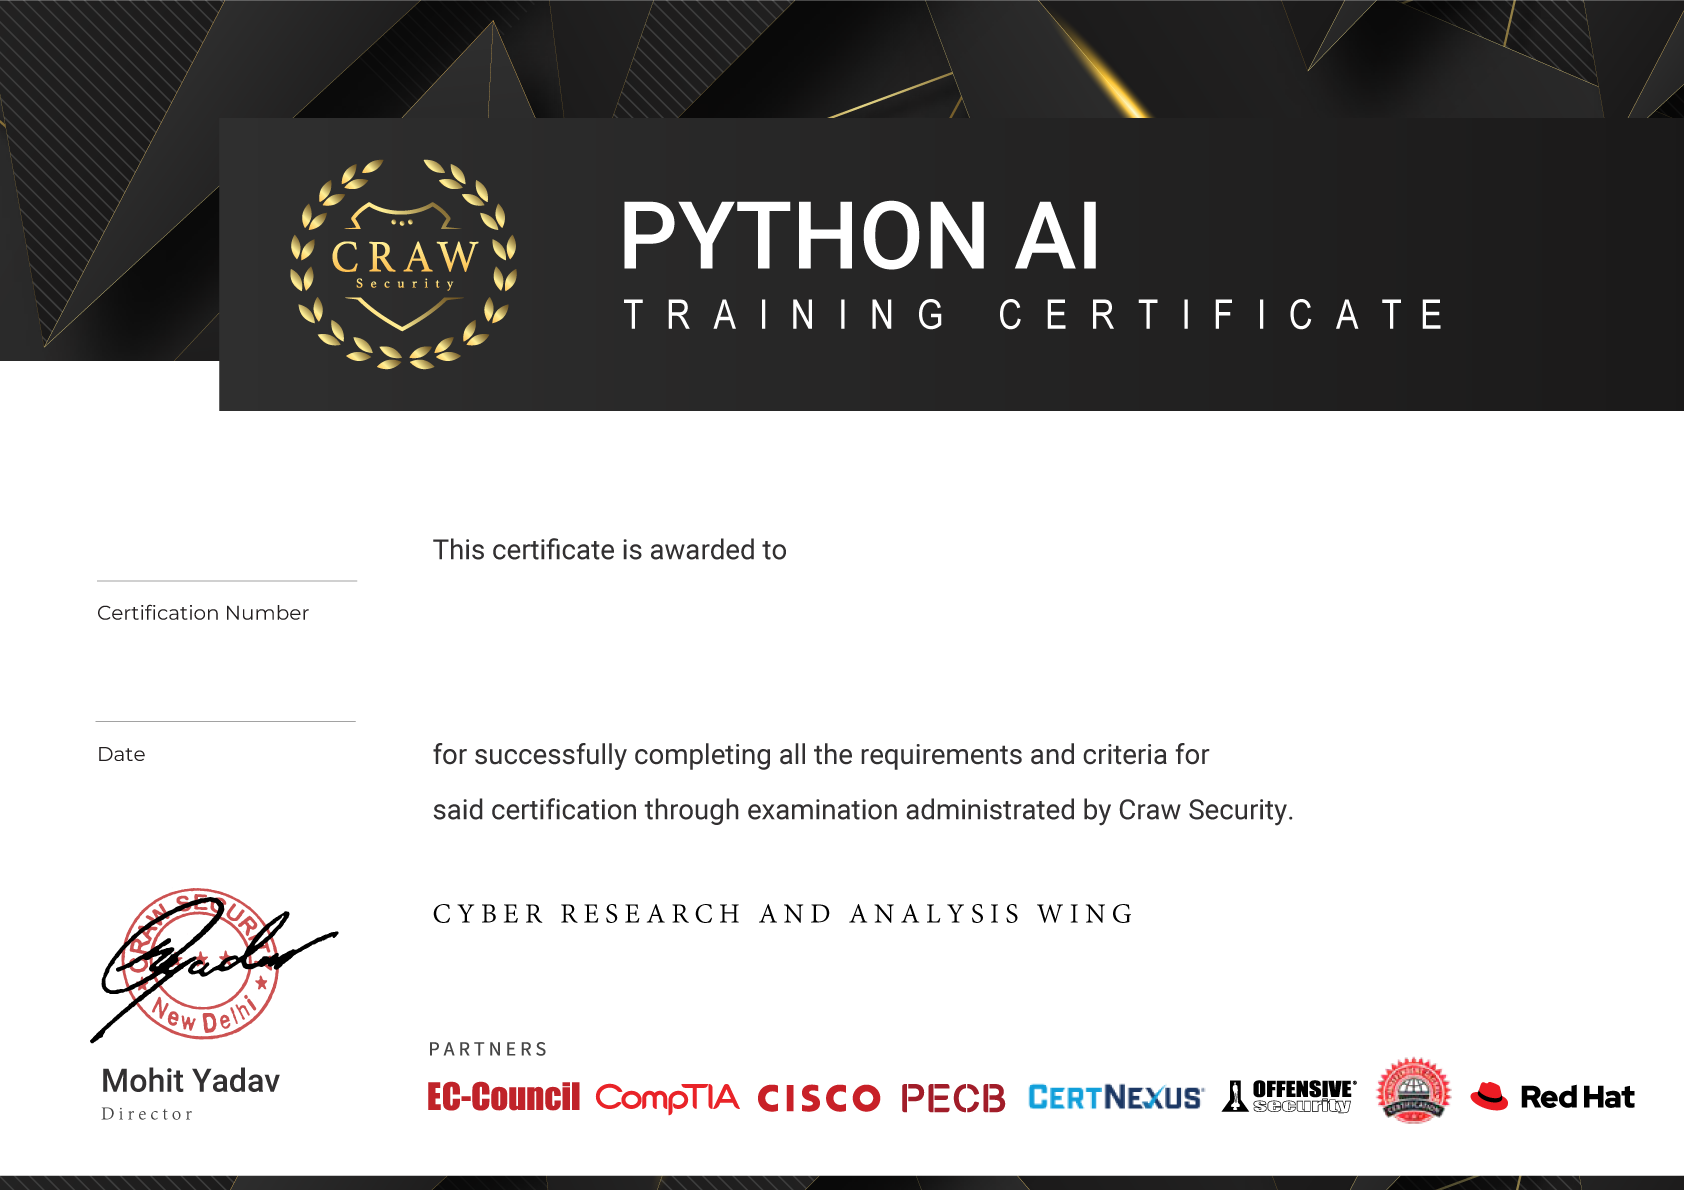 CRAW
Security
PYTHON AI
TRAINING CERTIFICATE
This certificate is awarded to
Certification Number
Date
for successfully completing all the requirements and criteria for
said certification through examination administrated by Craw Security.
CYBER RESEARCH AND ANALYSIS WING
CRAW SECURITY
New Delhi
Mohit Yadav
Director
PARTNERS
EC-Council CompTIA CISCO PECB CERTNEXUS OFFENSIVE security CERTIFICATION Red Hat